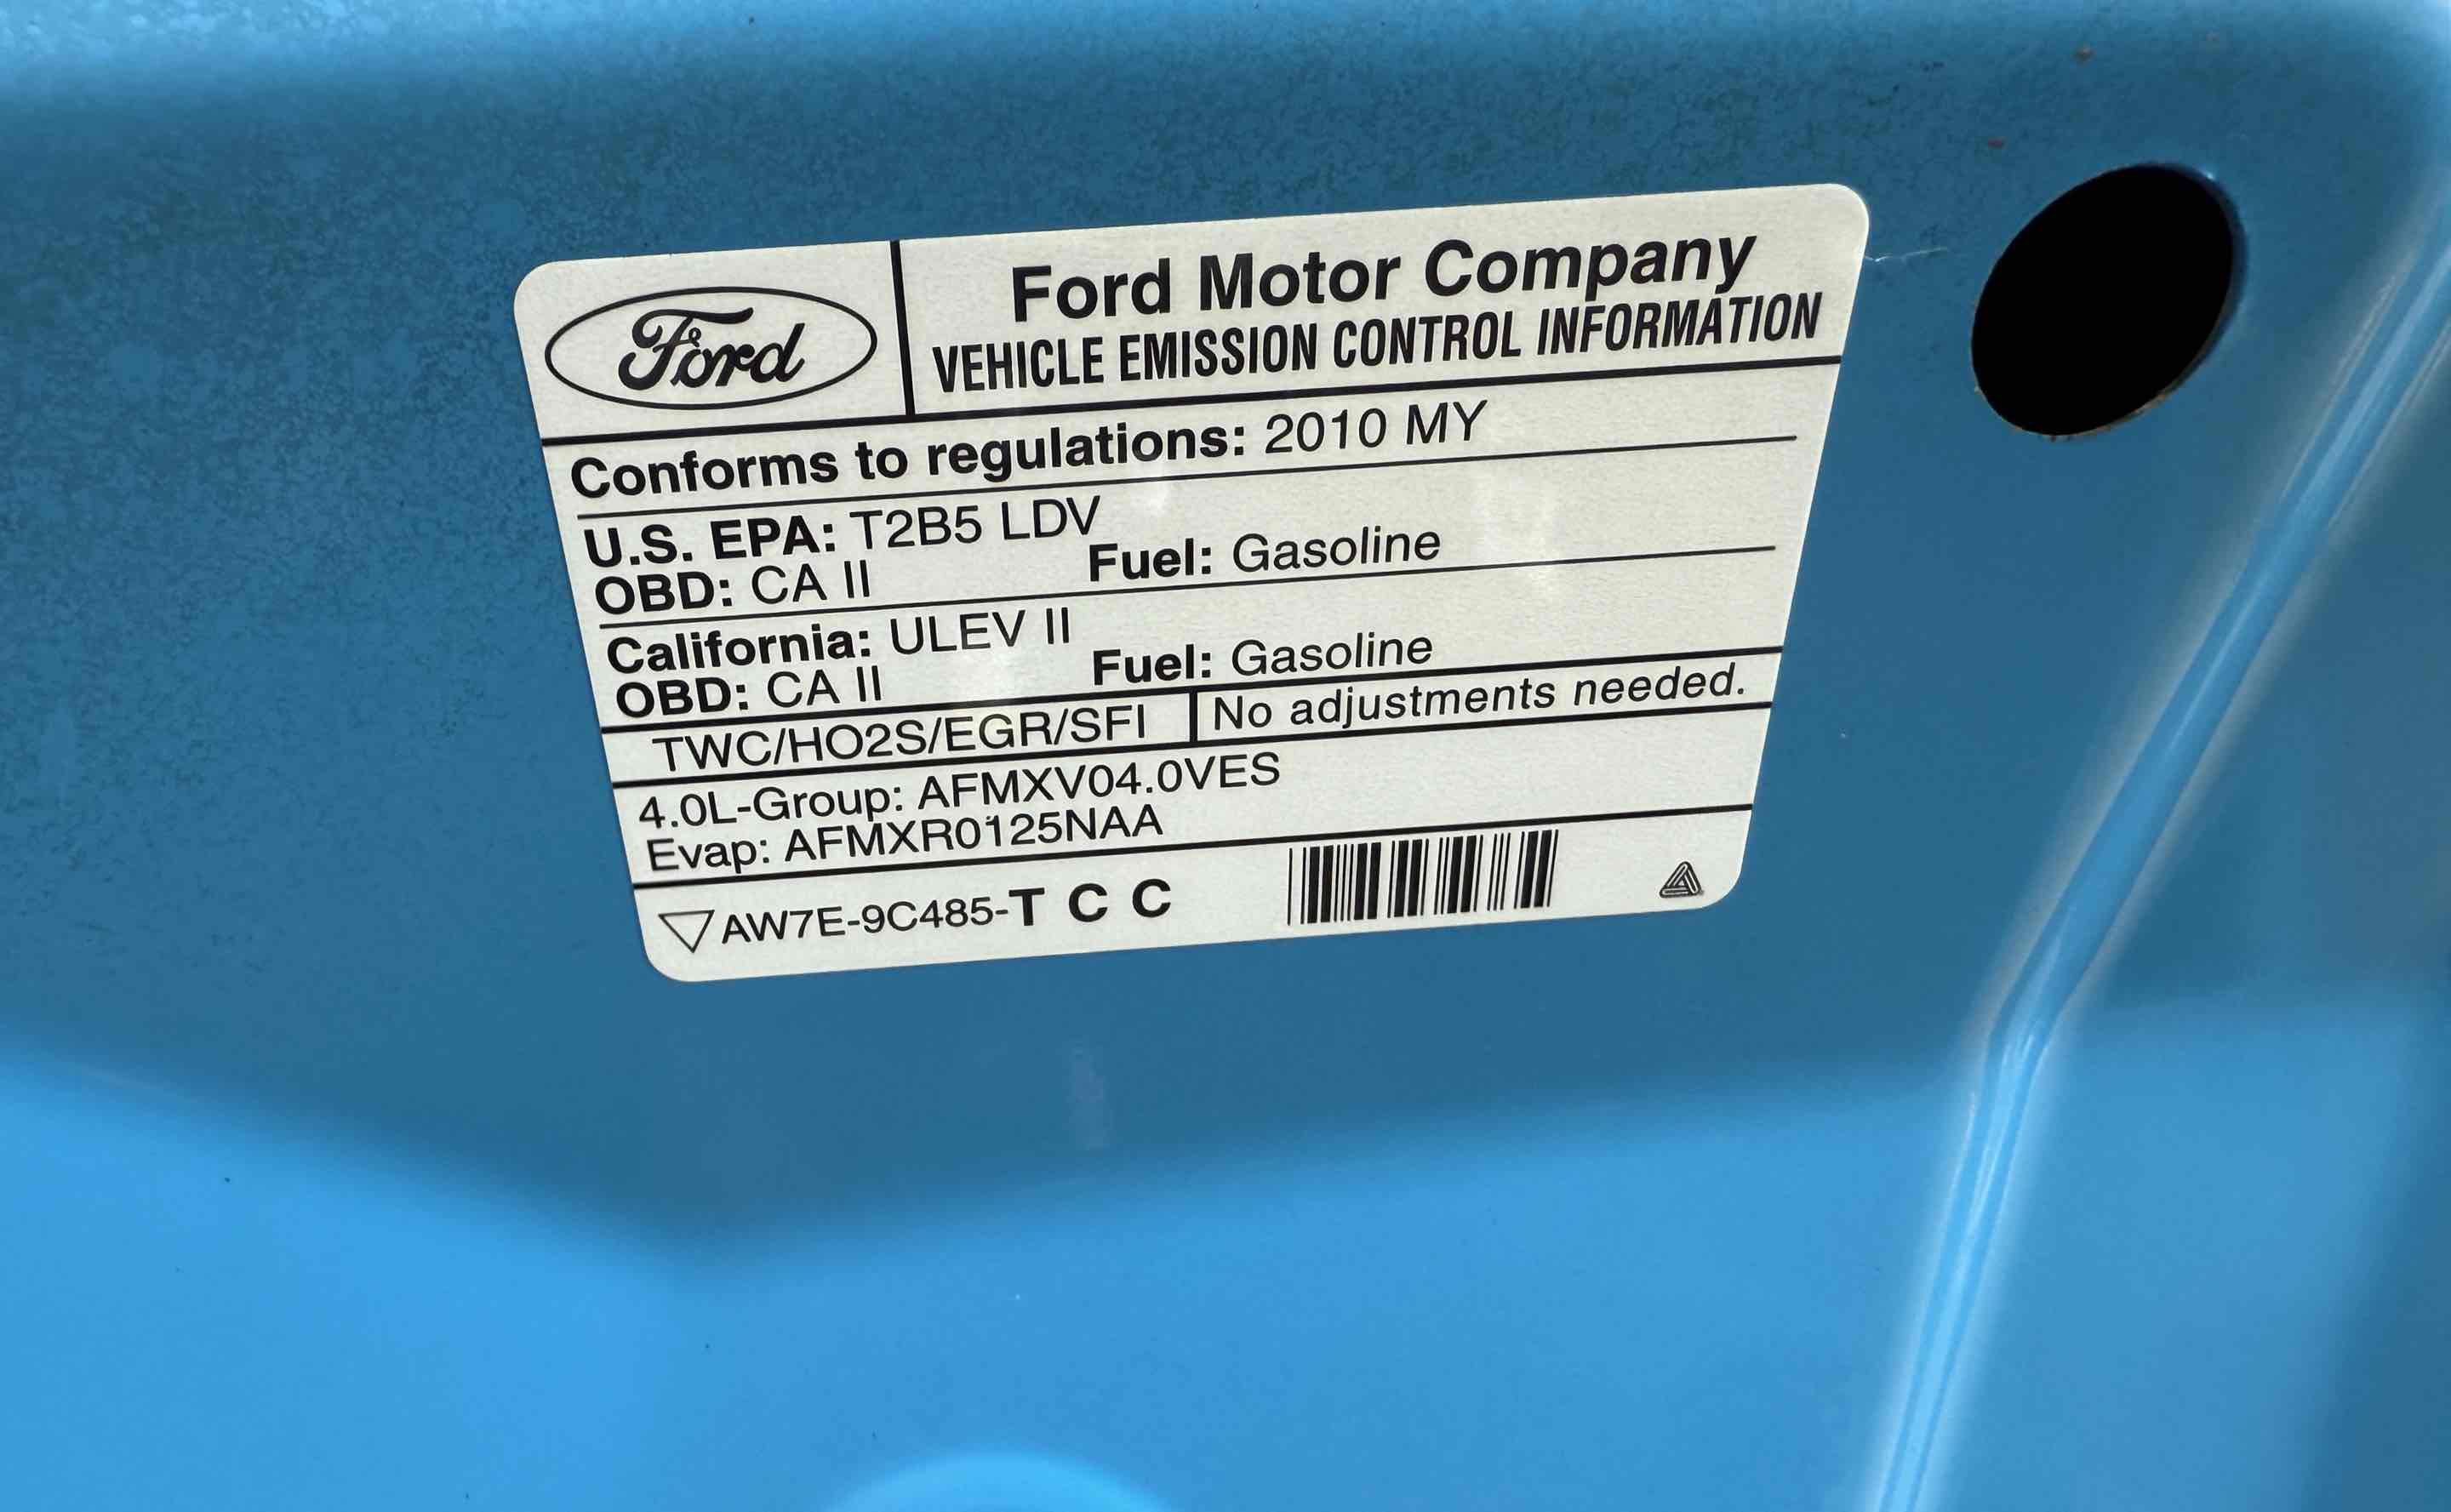 Ford
Ford Motor Company
VEHICLE EMISSION CONTROL INFORMATION
Conforms to regulations: 2010 MY
U.S. EPA: T2B5 LDV
OBD: CA II Fuel: Gasoline
California: ULEV II
OBD: CA II Fuel: Gasoline
TWC/HO2S/EGR/SFI No adjustments needed.
4.0L-Group: AFMXV04.0VES
Evap: AFMXR0125NAA
AW7E-9C485-T C C